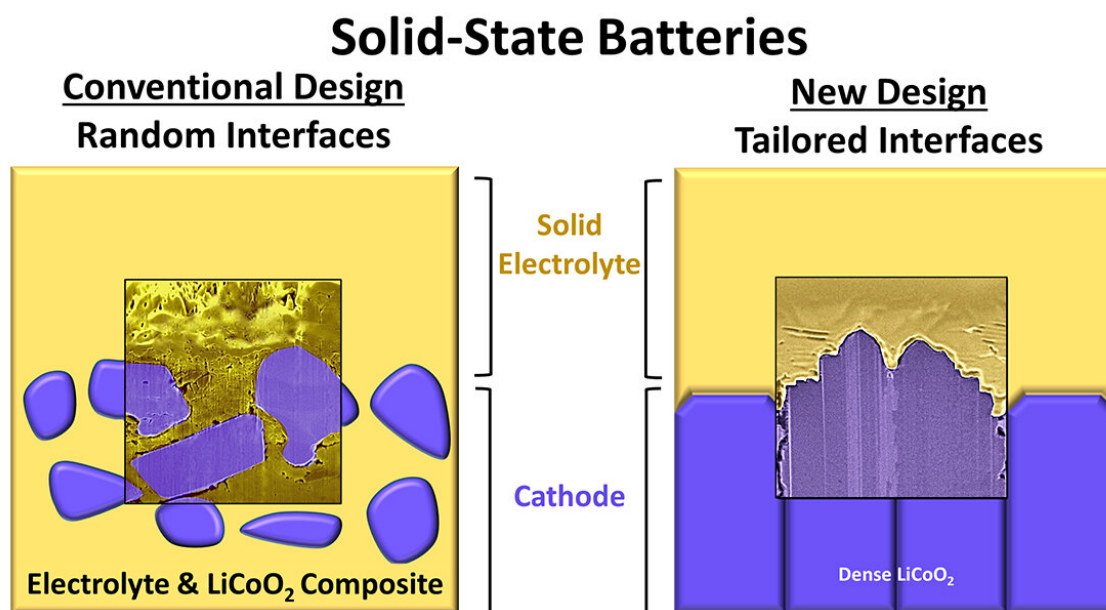 Solid-State Batteries
Conventional Design
Random Interfaces
New Design
Tailored Interfaces
Solid
Electrolyte
Cathode
Electrolyte & LiCoO₂ Composite
Dense LiCoO₂